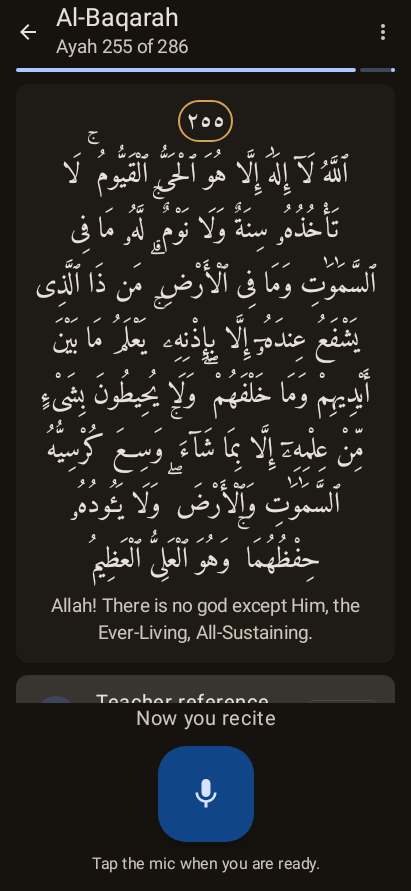 Al-Baqarah
Ayah 255 of 286
٢٥٥
ٱللَّهُ لَآ إِلَٰهَ إِلَّا هُوَ ٱلْحَىُّ ٱلْقَيُّومُ ۚ لَا
تَأْخُذُهُۥ سِنَةٌ وَلَا نَوْمٌ ۚ لَّهُۥ مَا فِى
ٱلسَّمَٰوَٰتِ وَمَا فِى ٱلْأَرْضِ ۗ مَن ذَا ٱلَّذِى
يَشْفَعُ عِندَهُۥٓ إِلَّا بِإِذْنِهِۦ ۚ يَعْلَمُ مَا بَيْنَ
أَيْدِيهِمْ وَمَا خَلْفَهُمْ ۖ وَلَا يُحِيطُونَ بِشَىْءٍ
مِّنْ عِلْمِهِۦٓ إِلَّا بِمَا شَآءَ ۚ وَسِعَ كُرْسِيُّهُ
ٱلسَّمَٰوَٰتِ وَٱلْأَرْضَ ۖ وَلَا يَـُٔودُهُۥ
حِفْظُهُمَا ۚ وَهُوَ ٱلْعَلِىُّ ٱلْعَظِيمُ
Allah! There is no god except Him, the
Ever-Living, All-Sustaining.
Teacher reference
Now you recite
Tap the mic when you are ready.